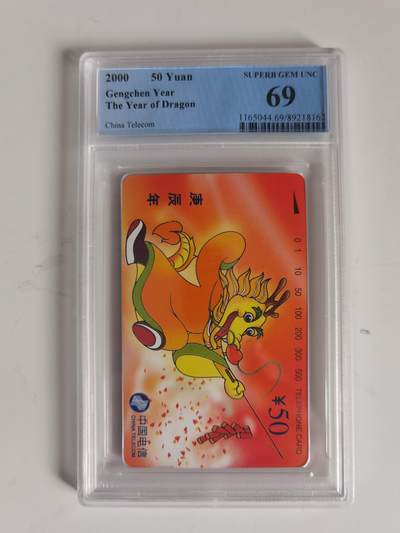 2000 50 Yuan
Gengchen Year
The Year of Dragon
China Telecom
SUPERB GEM UNC
69
1165044.69/89218162
庚辰年
0 1 10 50 100 200 300 500 TELEPHONE CARD
¥50
中国电信
CHINA TELECOM